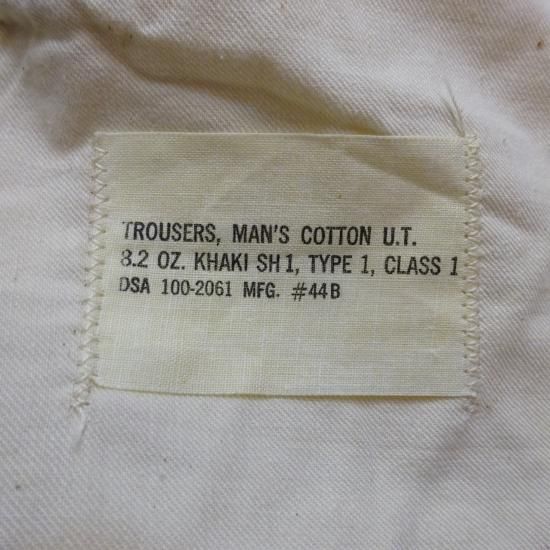 TROUSERS, MAN'S COTTON U.T.
8.2 OZ. KHAKI SH 1, TYPE 1, CLASS 1
DSA 100-2061 MFG. #44B